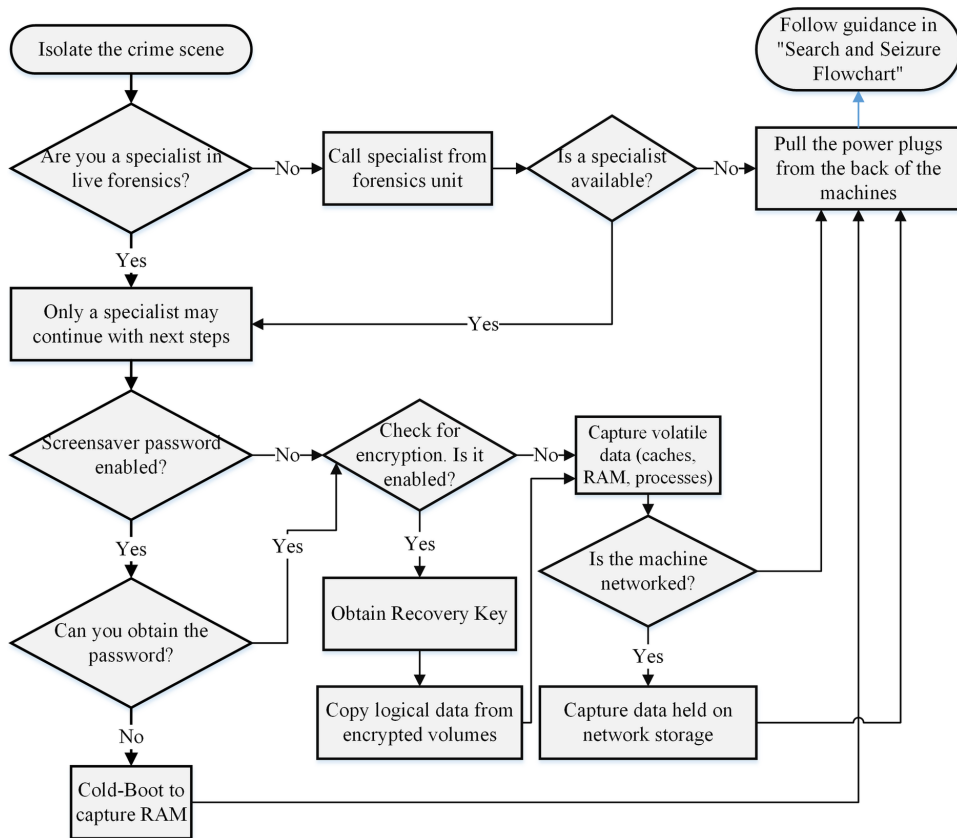 Isolate the crime scene
Follow guidance in
"Search and Seizure
Flowchart"
Are you a specialist in
live forensics?
No
Call specialist from
forensics unit
Is a specialist
available?
No
Pull the power plugs
from the back of the
machines
Yes
Only a specialist may
continue with next steps
Yes
Screensaver password
enabled?
No
Check for
encryption. Is it
enabled?
No
Capture volatile
data (caches,
RAM, processes)
Yes
Yes
Yes
Is the machine
networked?
Can you obtain the
password?
Obtain Recovery Key
Yes
Copy logical data from
encrypted volumes
Capture data held on
network storage
No
Cold-Boot to
capture RAM